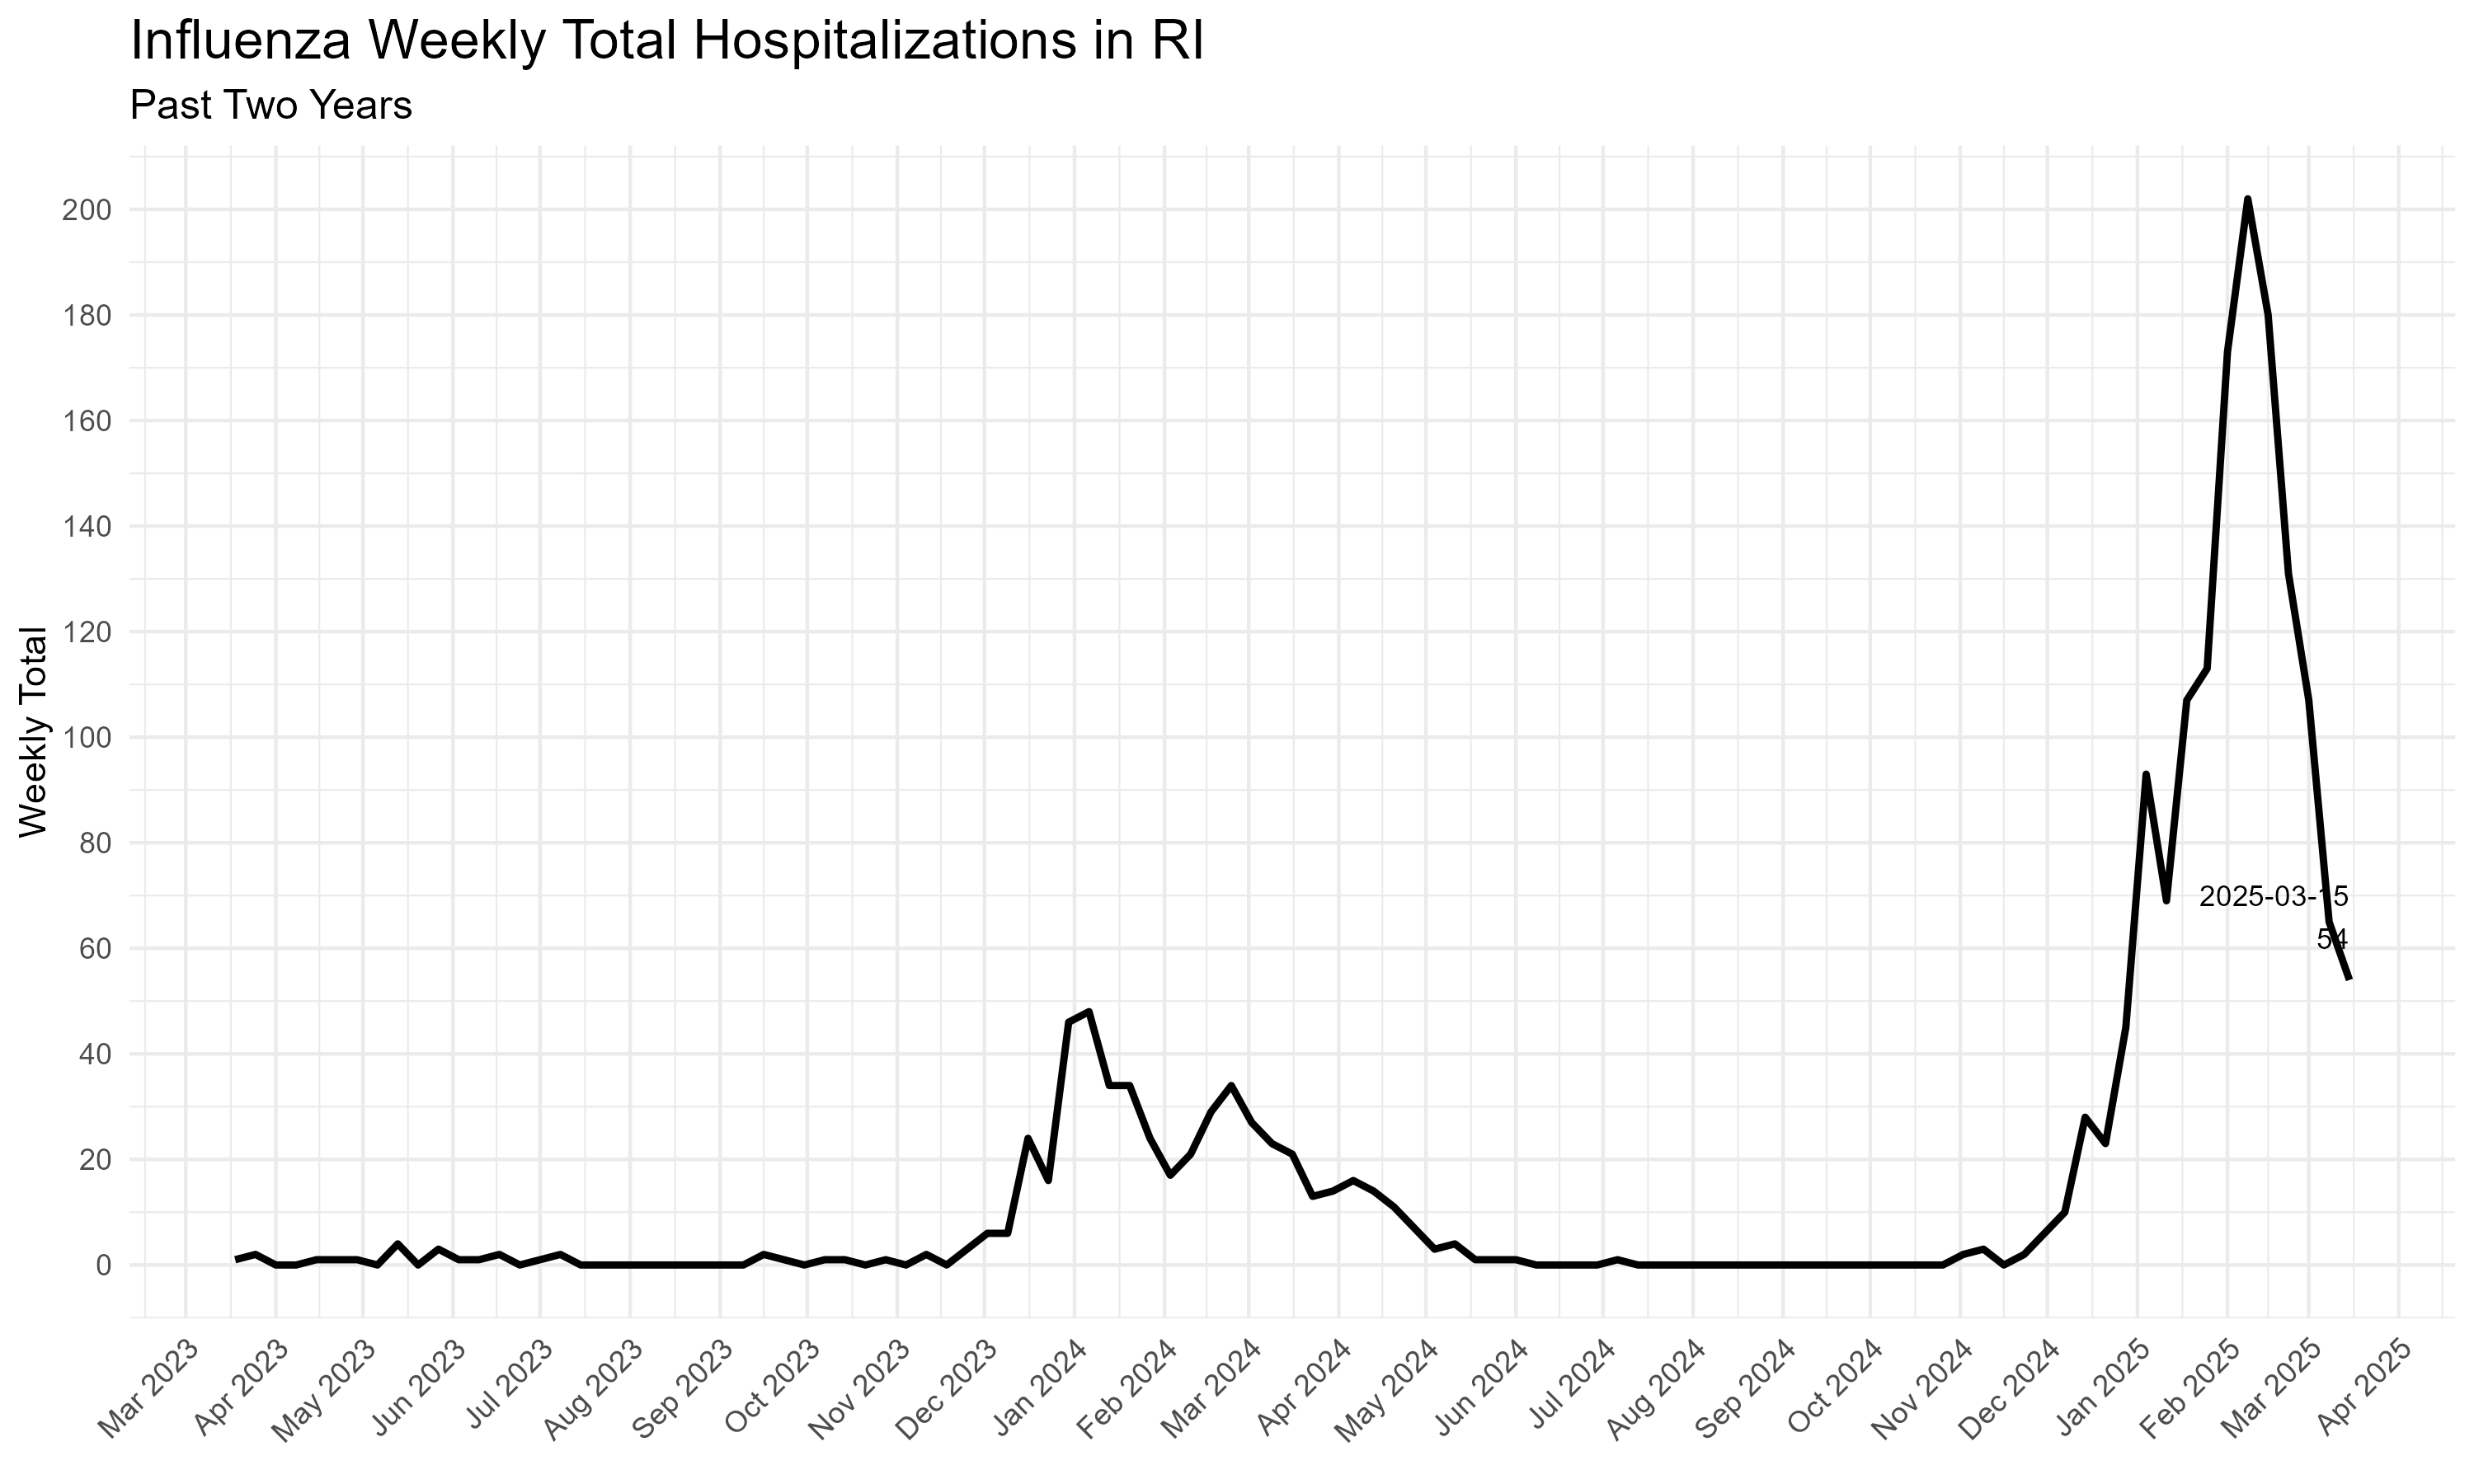 Influenza Weekly Total Hospitalizations in RI
Past Two Years
Weekly Total
200
180
160
140
120
100
80
60
40
20
0
2025-03-15
54
Mar 2023
Apr 2023
May 2023
Jun 2023
Jul 2023
Aug 2023
Sep 2023
Oct 2023
Nov 2023
Dec 2023
Jan 2024
Feb 2024
Mar 2024
Apr 2024
May 2024
Jun 2024
Jul 2024
Aug 2024
Sep 2024
Oct 2024
Nov 2024
Dec 2024
Jan 2025
Feb 2025
Mar 2025
Apr 2025